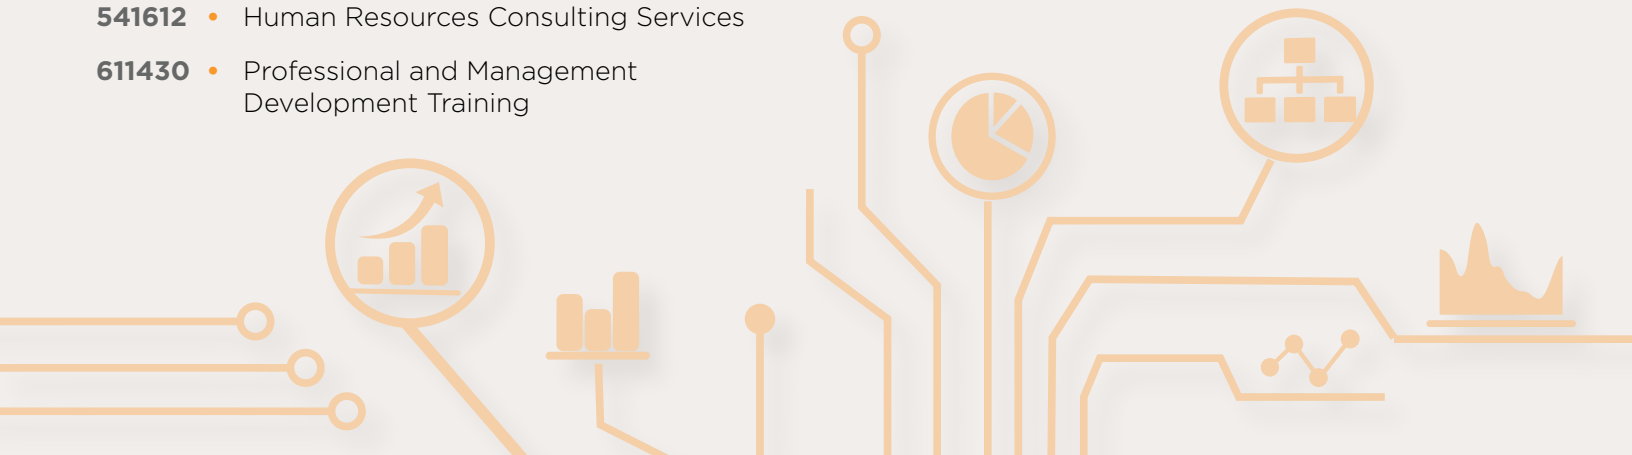 541612 • Human Resources Consulting Services
611430 • Professional and Management
Development Training